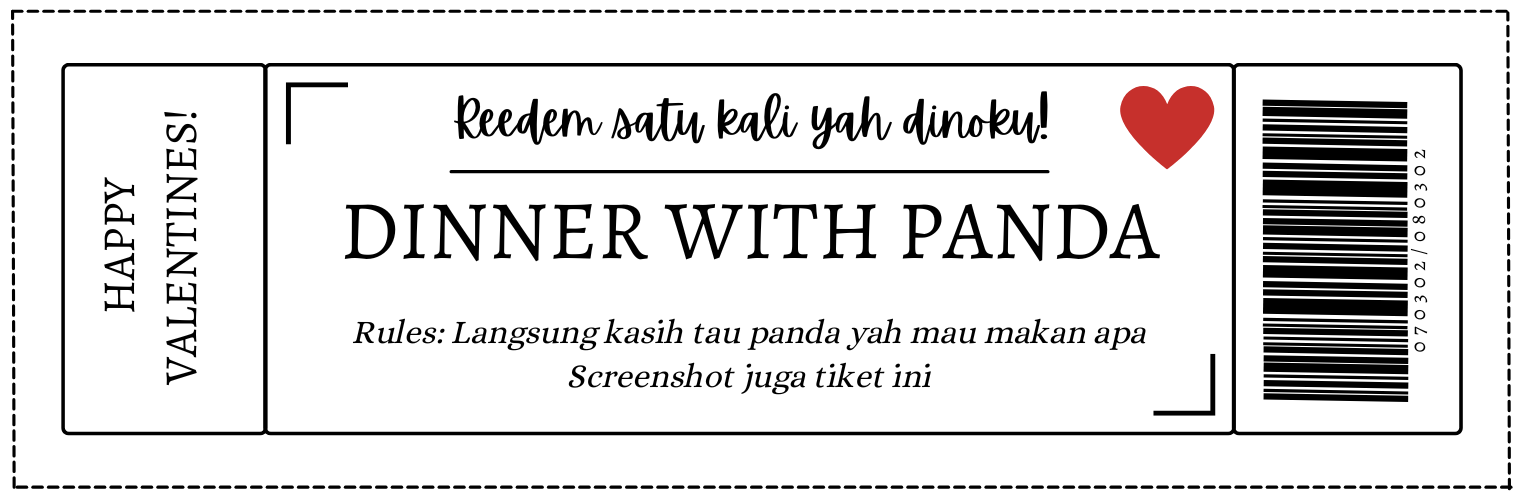 HAPPY
VALENTINES!
Reedem satu kali yah dinoku!
DINNER WITH PANDA
Rules: Langsung kasih tau panda yah mau makan apa
Screenshot juga tiket ini
070302/080302